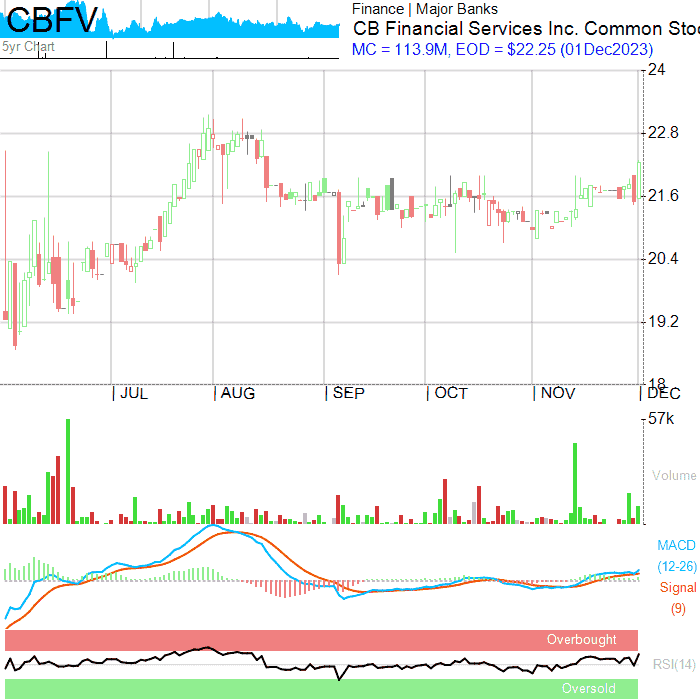 CBFV
5yr Chart
Finance | Major Banks
CB Financial Services Inc. Common Stoc
MC = 113.9M, EOD = $22.25 (01Dec2023)
24
22.8
21.6
20.4
19.2
18
JUL
AUG
SEP
OCT
NOV
DEC
57k
Volume
MACD
(12-26)
Signal
(9)
Overbought
RSI(14)
Oversold